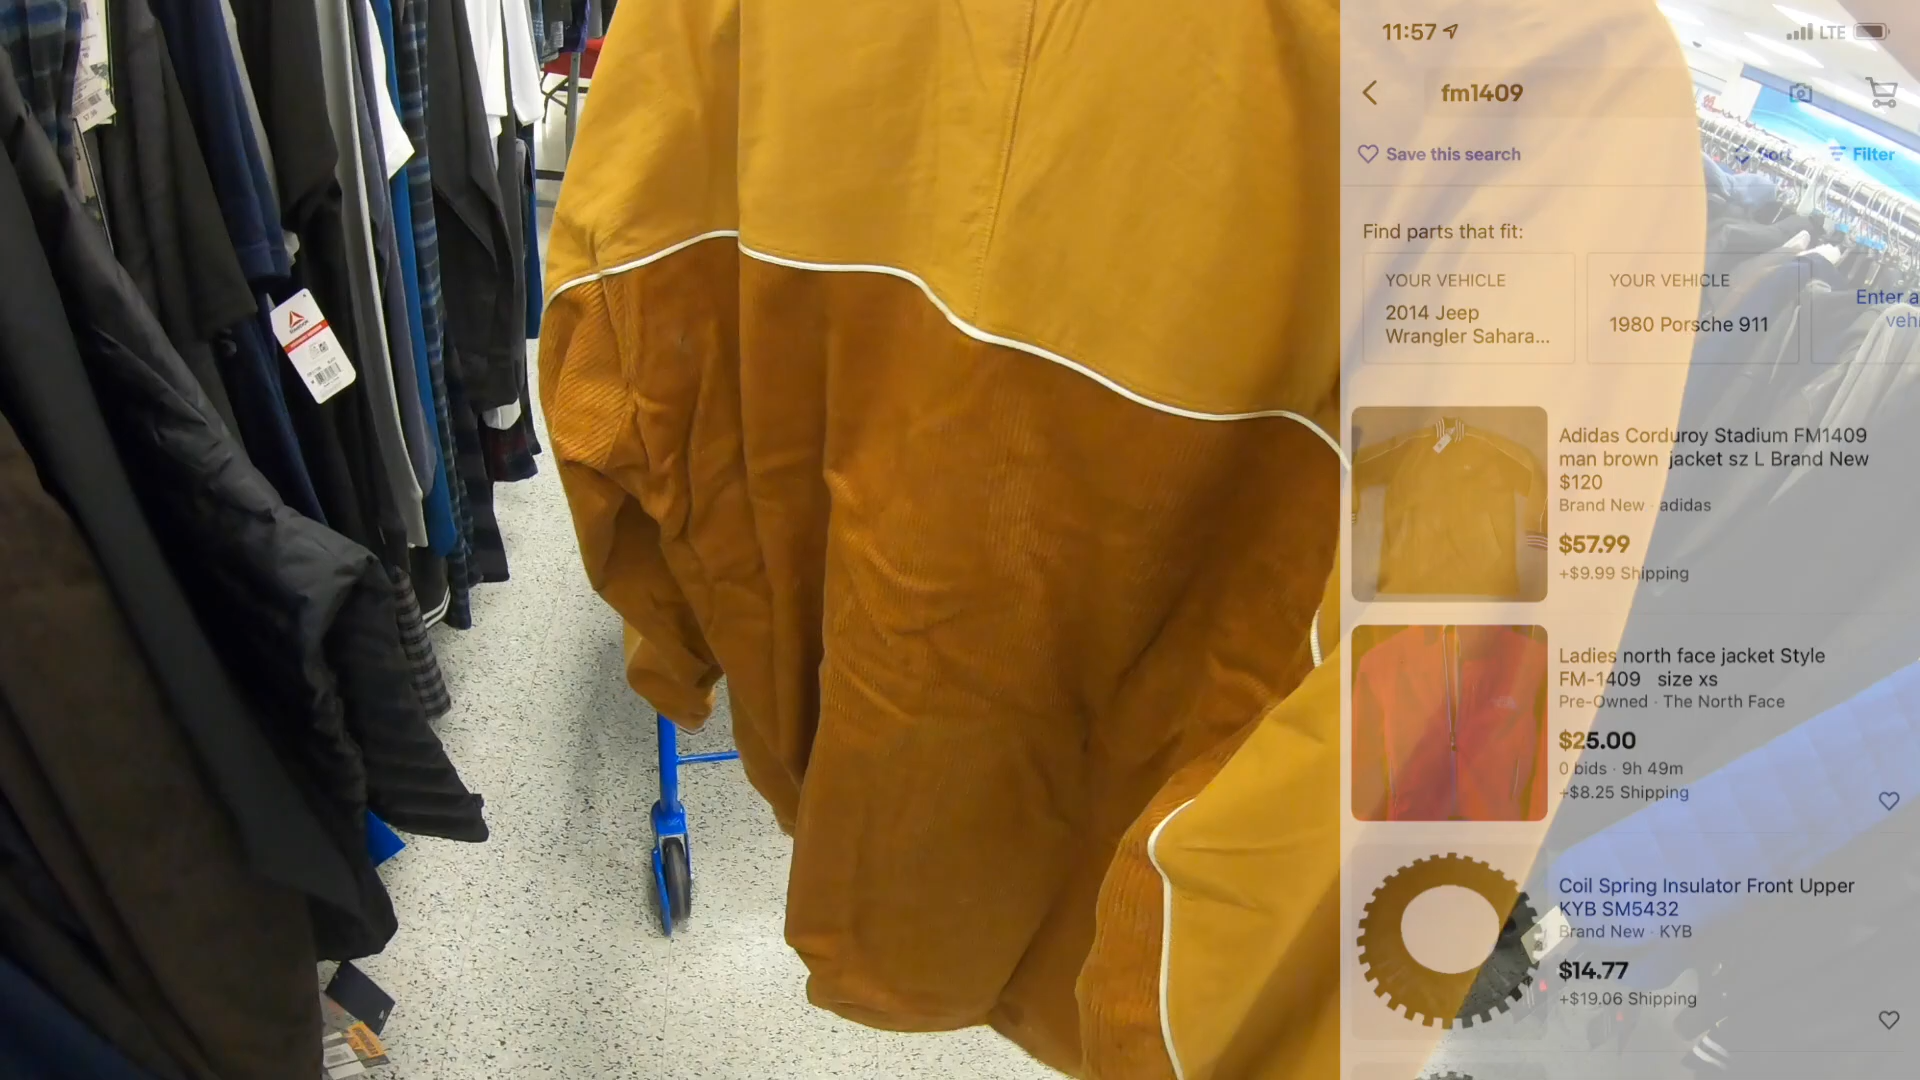 11:57
LTE
fm1409
Save this search
Sort
Filter
Find parts that fit:
YOUR VEHICLE
2014 Jeep
Wrangler Sahara...
YOUR VEHICLE
1980 Porsche 911
Enter a
vehi
Adidas Corduroy Stadium FM1409
man brown jacket sz L Brand New
$120
Brand New · adidas
$57.99
+$9.99 Shipping
Ladies north face jacket Style
FM-1409 size xs
Pre-Owned · The North Face
$25.00
0 bids · 9h 49m
+$8.25 Shipping
Coil Spring Insulator Front Upper
KYB SM5432
Brand New · KYB
$14.77
+$19.06 Shipping